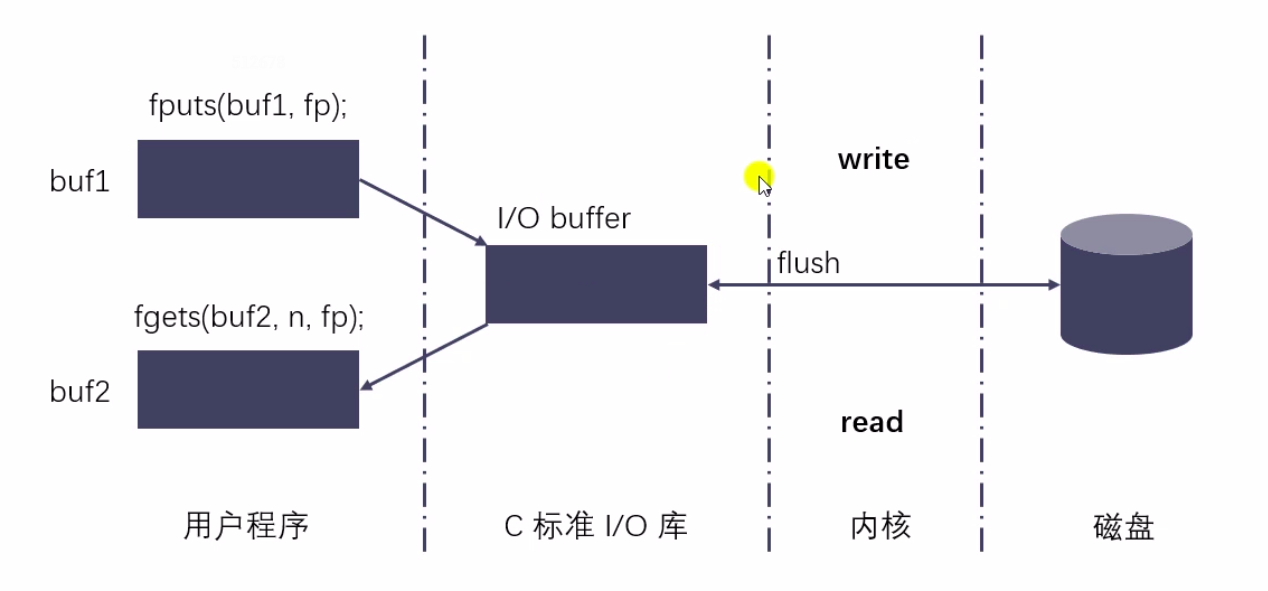 fputs(buf1, fp);
buf1
I/O buffer
write
flush
fgets(buf2, n, fp);
buf2
read
用户程序
C 标准 I/O 库
内核
磁盘